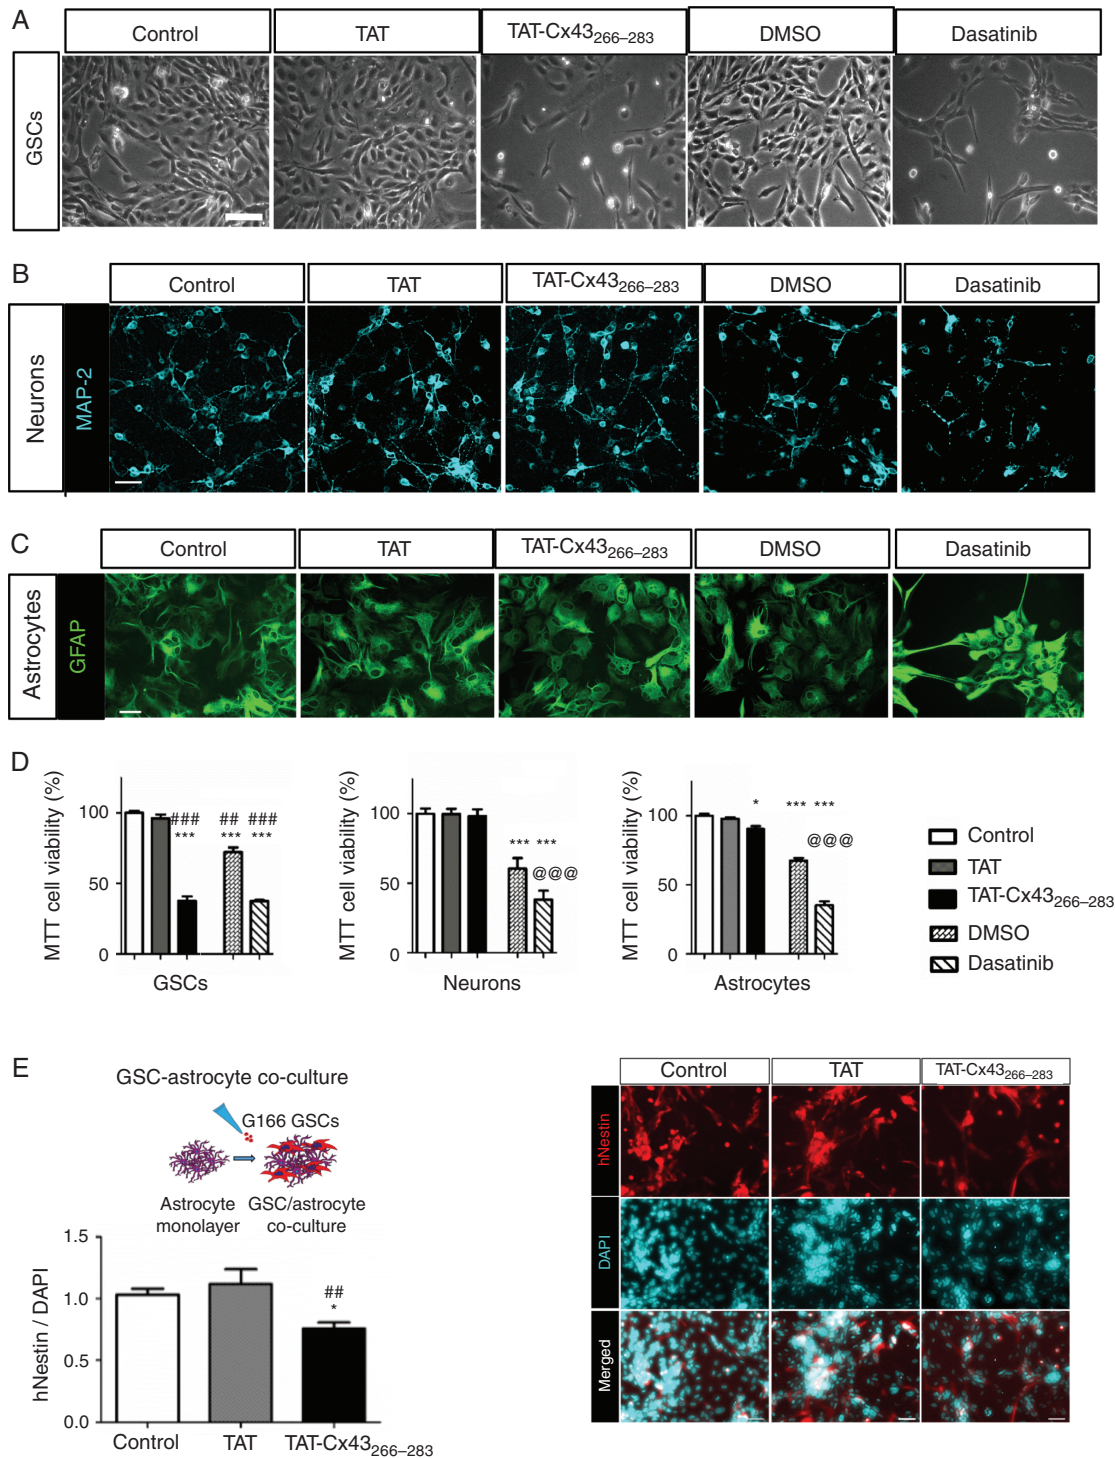 A
Control
TAT
TAT-Cx43266–283
DMSO
Dasatinib
GSCs
B
Control
TAT
TAT-Cx43266–283
DMSO
Dasatinib
Neurons
MAP-2
C
Control
TAT
TAT-Cx43266–283
DMSO
Dasatinib
Astrocytes
GFAP
D
MTT cell viability (%)
100
50
0
###
***
##
***
###
***
GSCs
MTT cell viability (%)
100
50
0
*** ***
@@@
Neurons
MTT cell viability (%)
100
50
0
*
*** ***
@@@
Astrocytes
Control
TAT
TAT-Cx43266–283
DMSO
Dasatinib
E
GSC-astrocyte co-culture
G166 GSCs
Astrocyte
monolayer
GSC/astrocyte
co-culture
hNestin / DAPI
1.5
1.0
0.5
0.0
##
*
Control
TAT
TAT-Cx43266–283
Control
TAT
TAT-Cx43266–283
hNestin
DAPI
Merged